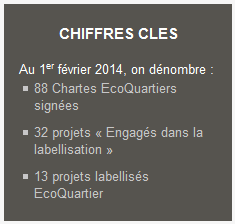 CHIFFRES CLES
Au 1er février 2014, on dénombre :
88 Chartes EcoQuartiers
signées
32 projets « Engagés dans la
labellisation »
13 projets labellisés
EcoQuartier